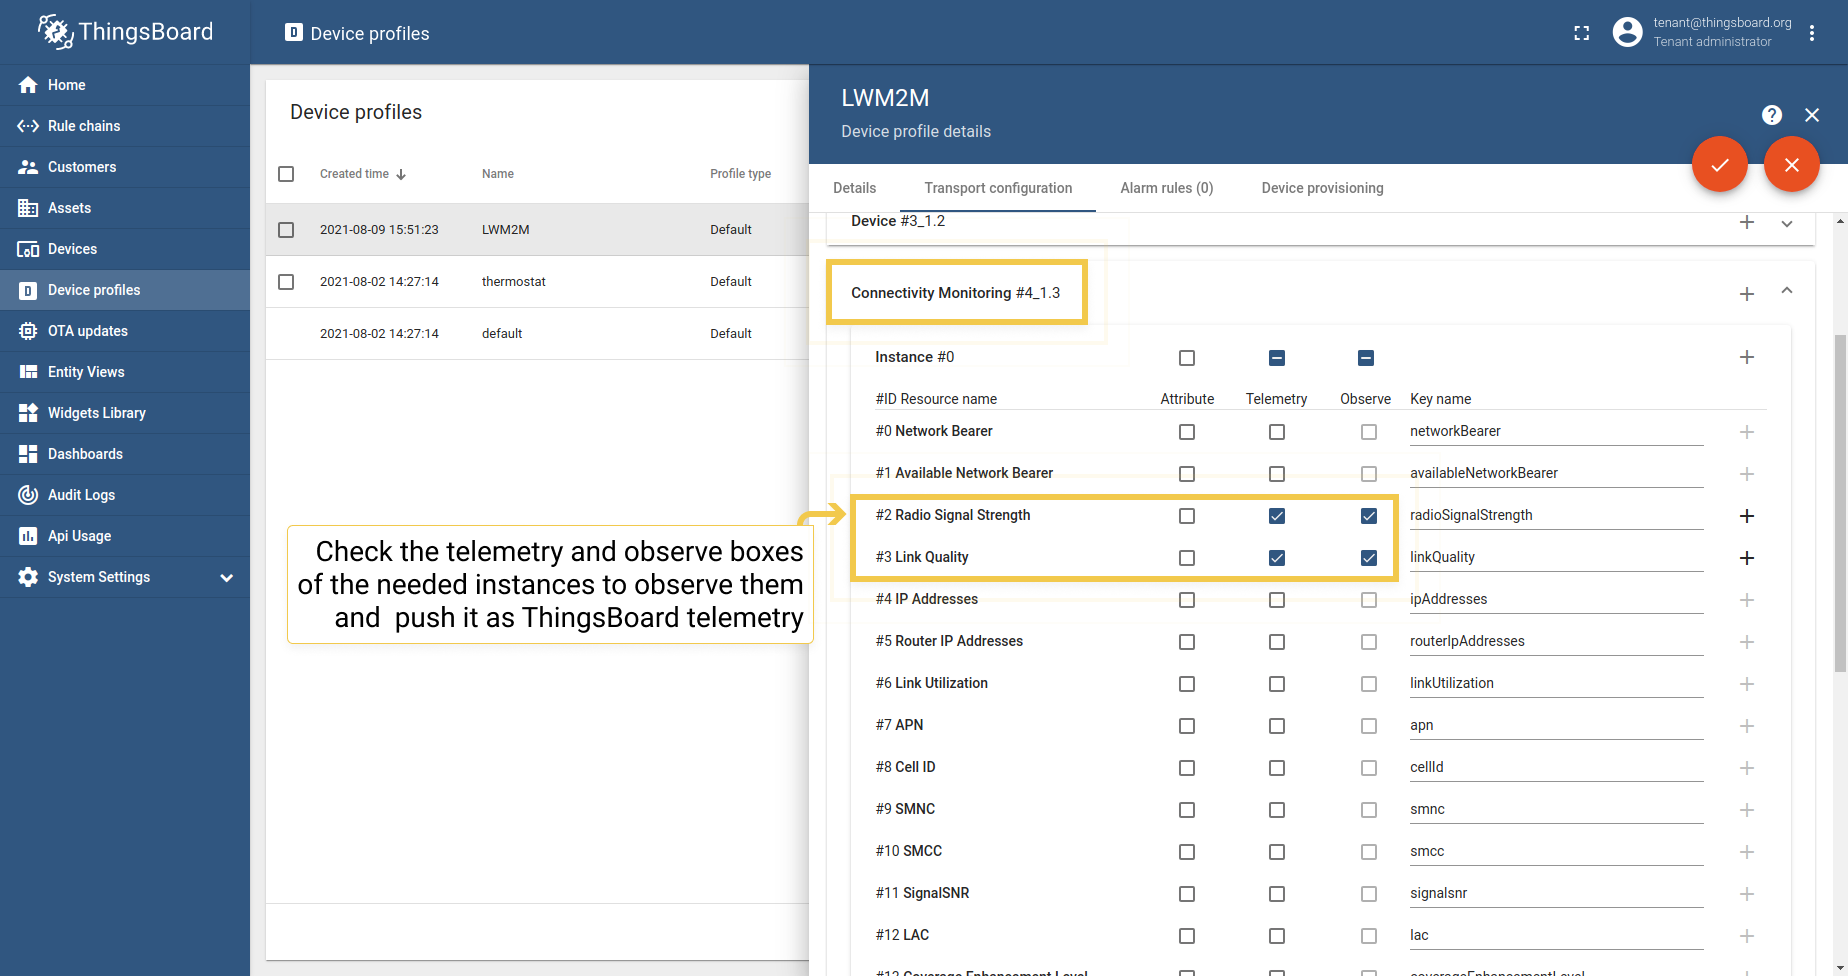 ThingsBoard
Device profiles
tenant@thingsboard.org
Tenant administrator
Home
Rule chains
Customers
Assets
Devices
Device profiles
OTA updates
Entity Views
Widgets Library
Dashboards
Audit Logs
Api Usage
System Settings
Device profiles
Created time Name Profile type
2021-08-09 15:51:23 LWM2M Default
2021-08-02 14:27:14 thermostat Default
2021-08-02 14:27:14 default Default
Check the telemetry and observe boxes
of the needed instances to observe them
and push it as ThingsBoard telemetry
LWM2M
Device profile details
Details Transport configuration Alarm rules (0) Device provisioning
Device #3_1.2
Connectivity Monitoring #4_1.3
Instance #0
#ID Resource name Attribute Telemetry Observe Key name
#0 Network Bearer networkBearer
#1 Available Network Bearer availableNetworkBearer
#2 Radio Signal Strength radioSignalStrength
#3 Link Quality linkQuality
#4 IP Addresses ipAddresses
#5 Router IP Addresses routerIpAddresses
#6 Link Utilization linkUtilization
#7 APN apn
#8 Cell ID cellId
#9 SMNC smnc
#10 SMCC smcc
#11 SignalSNR signalsnr
#12 LAC lac
#13 Coverage Enhancement Level coverageEnhancementLevel